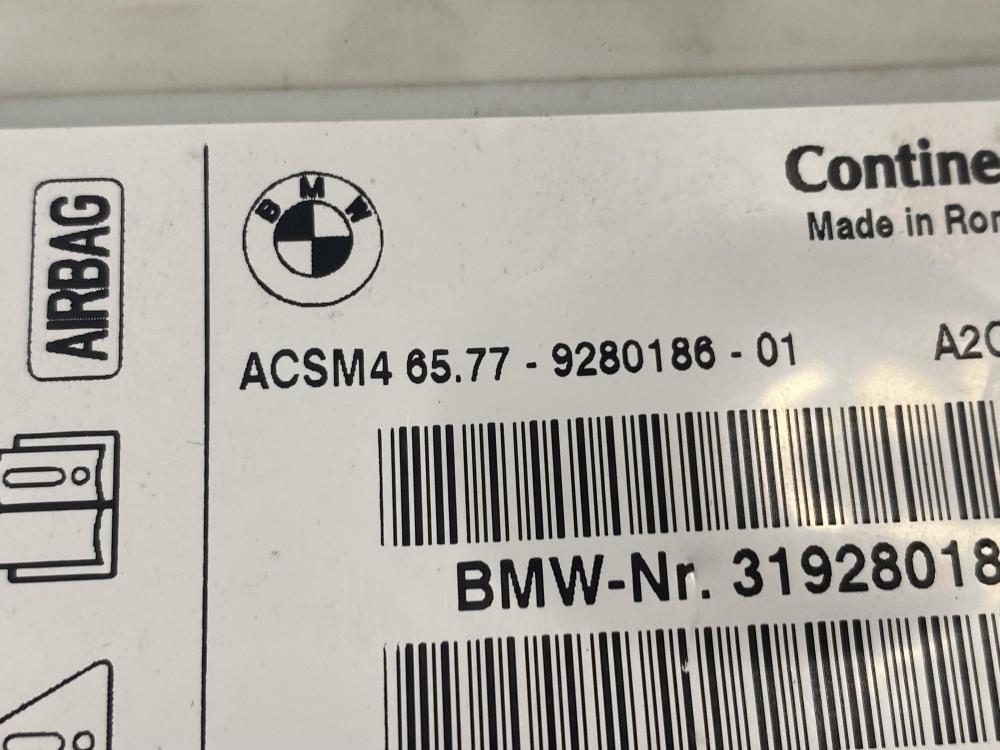 AIRBAG
BMW
Contine
Made in Ror
ACSM4 65.77 - 9280186 - 01
A2C
BMW-Nr. 31928018